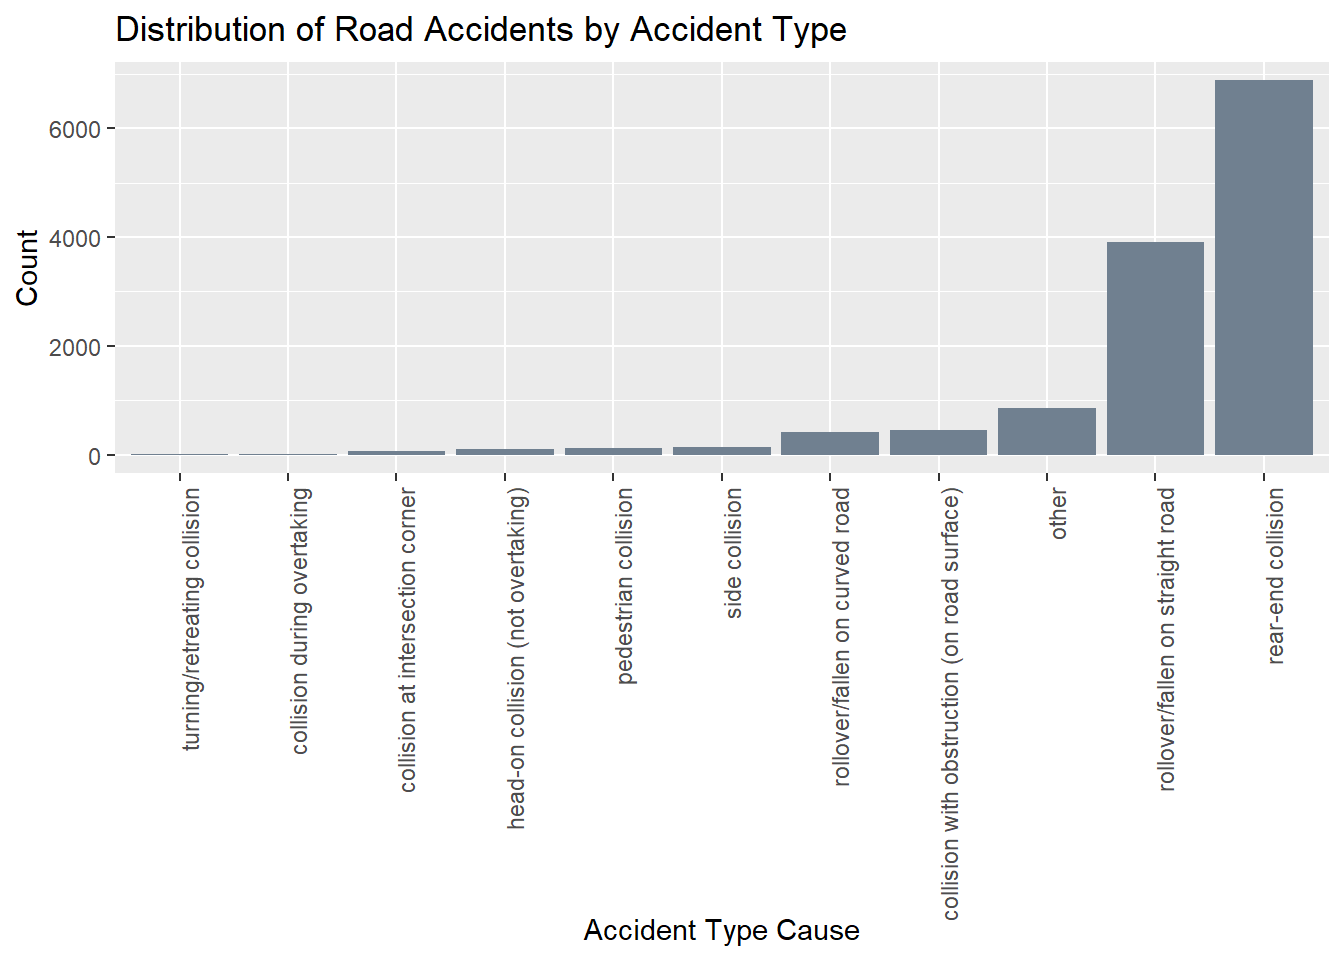 Distribution of Road Accidents by Accident Type
Count
6000
4000
2000
0
turning/retreating collision
collision during overtaking
collision at intersection corner
head-on collision (not overtaking)
pedestrian collision
side collision
rollover/fallen on curved road
collision with obstruction (on road surface)
other
rollover/fallen on straight road
rear-end collision
Accident Type Cause